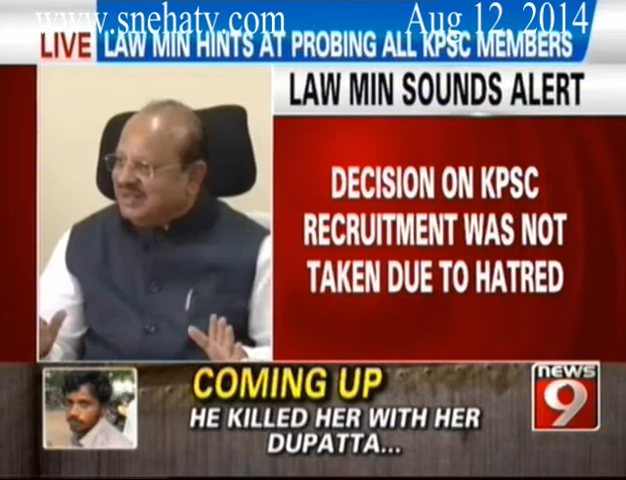 www.snehatv.com Aug 12, 2014
LIVE LAW MIN HINTS AT PROBING ALL KPSC MEMBERS
LAW MIN SOUNDS ALERT
DECISION ON KPSC
RECRUITMENT WAS NOT
TAKEN DUE TO HATRED
COMING UP
HE KILLED HER WITH HER
DUPATTA...
NEWS
9